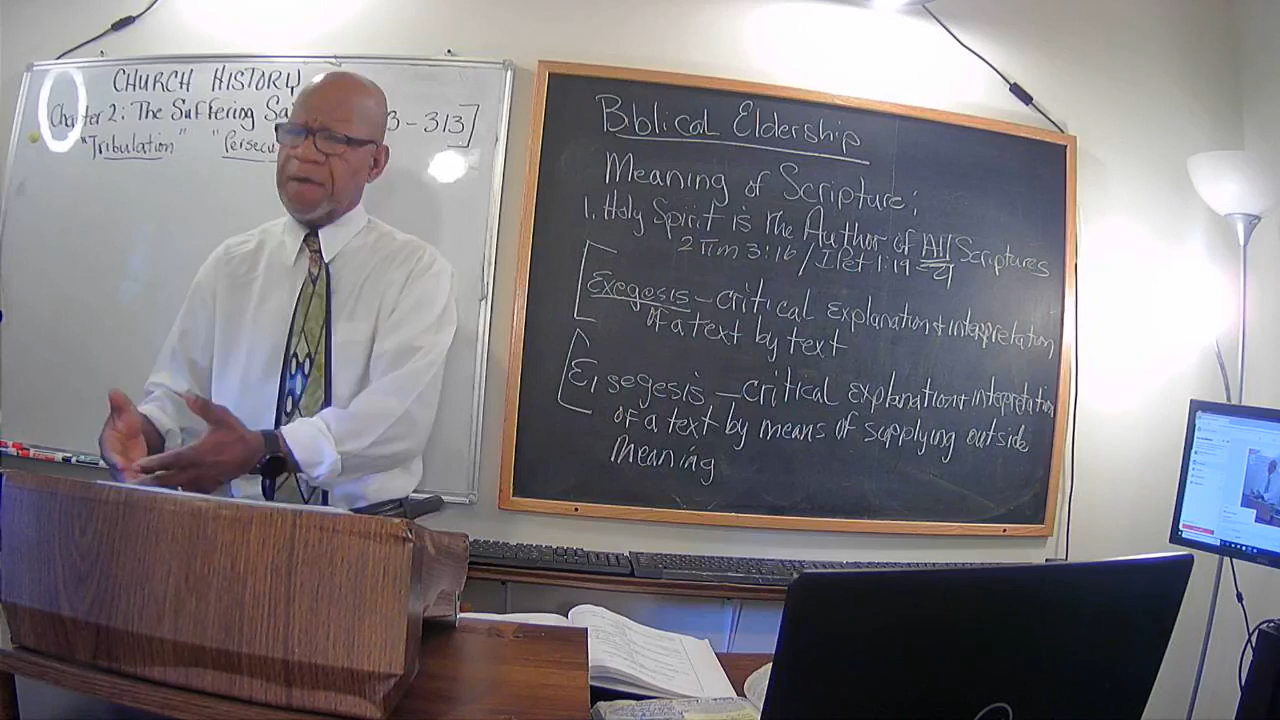 CHURCH HISTORY
Chapter 2: The Suffering Sa 3-313]
"Tribulation" "Persecu
Biblical Eldership
Meaning of Scripture:
1. Holy Spirit is The Author of All Scriptures
2 Tim 3:16 / I Pet 1:19-21
[Exegesis - critical explanation & interpretation
of a text by text
[Eisegesis - critical explanation & interpretation
of a text by means of supplying outside
meaning